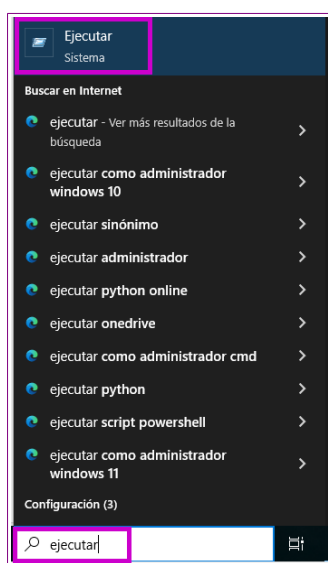 Ejecutar
Sistema
Buscar en Internet
ejecutar - Ver más resultados de la
búsqueda
ejecutar como administrador
windows 10
ejecutar sinónimo
ejecutar administrador
ejecutar python online
ejecutar onedrive
ejecutar como administrador cmd
ejecutar python
ejecutar script powershell
ejecutar como administrador
windows 11
Configuración (3)
ejecutar